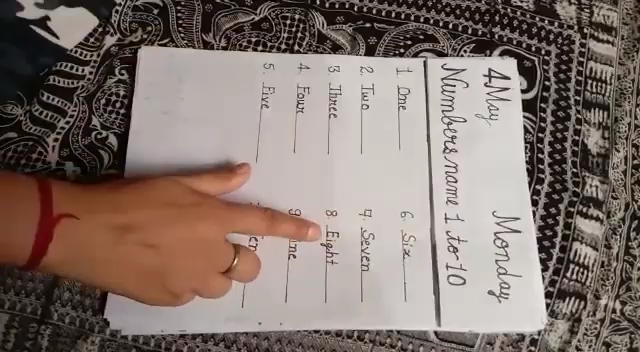 4 May Monday
Numbers name 1 to 10
1. One 6. Six
2. Two 7. Seven
3. Three 8. Eight
4. Four 9.
5. Five